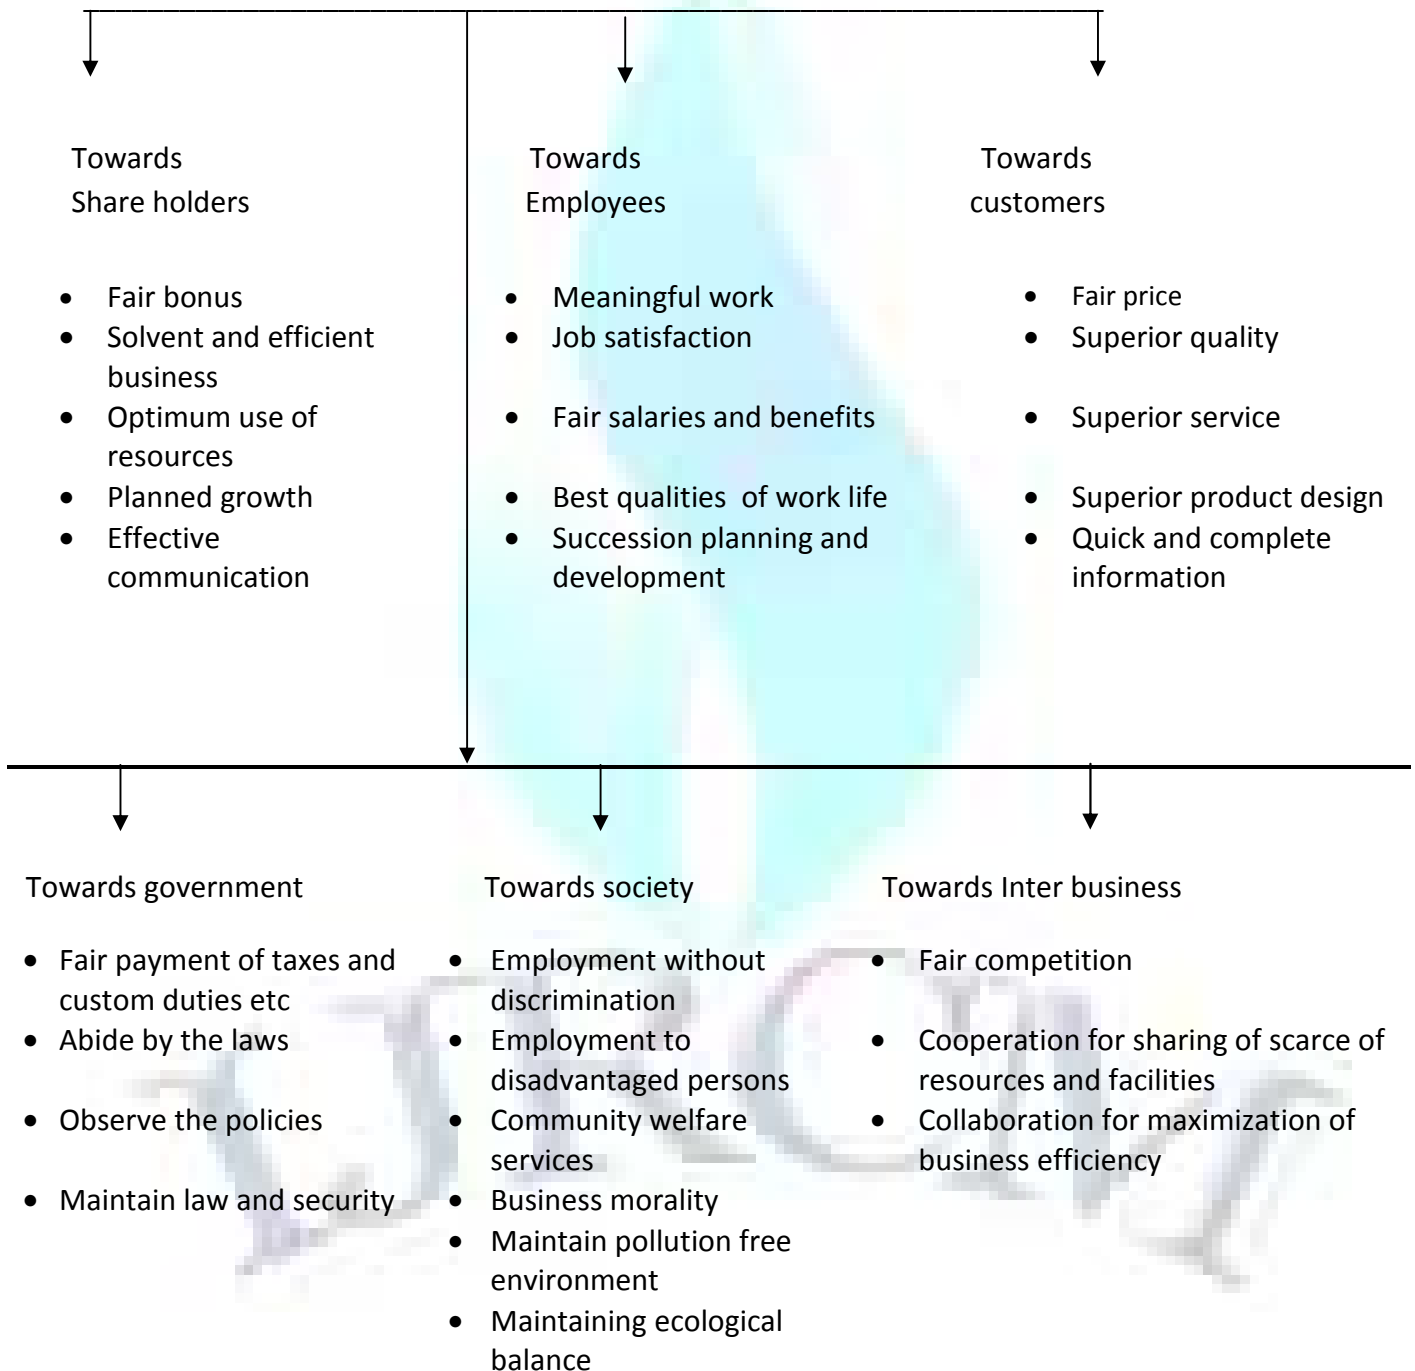 Towards
Share holders
• Fair bonus
• Solvent and efficient
business
• Optimum use of
resources
• Planned growth
• Effective
communication
Towards
Employees
• Meaningful work
• Job satisfaction
• Fair salaries and benefits
• Best qualities of work life
• Succession planning and
development
Towards
customers
• Fair price
• Superior quality
• Superior service
• Superior product design
• Quick and complete
information
Towards government
• Fair payment of taxes and
custom duties etc
• Abide by the laws
• Observe the policies
• Maintain law and security
Towards society
• Employment without
discrimination
• Employment to
disadvantaged persons
• Community welfare
services
• Business morality
• Maintain pollution free
environment
• Maintaining ecological
balance
Towards Inter business
• Fair competition
• Cooperation for sharing of scarce of
resources and facilities
• Collaboration for maximization of
business efficiency
IJRCM